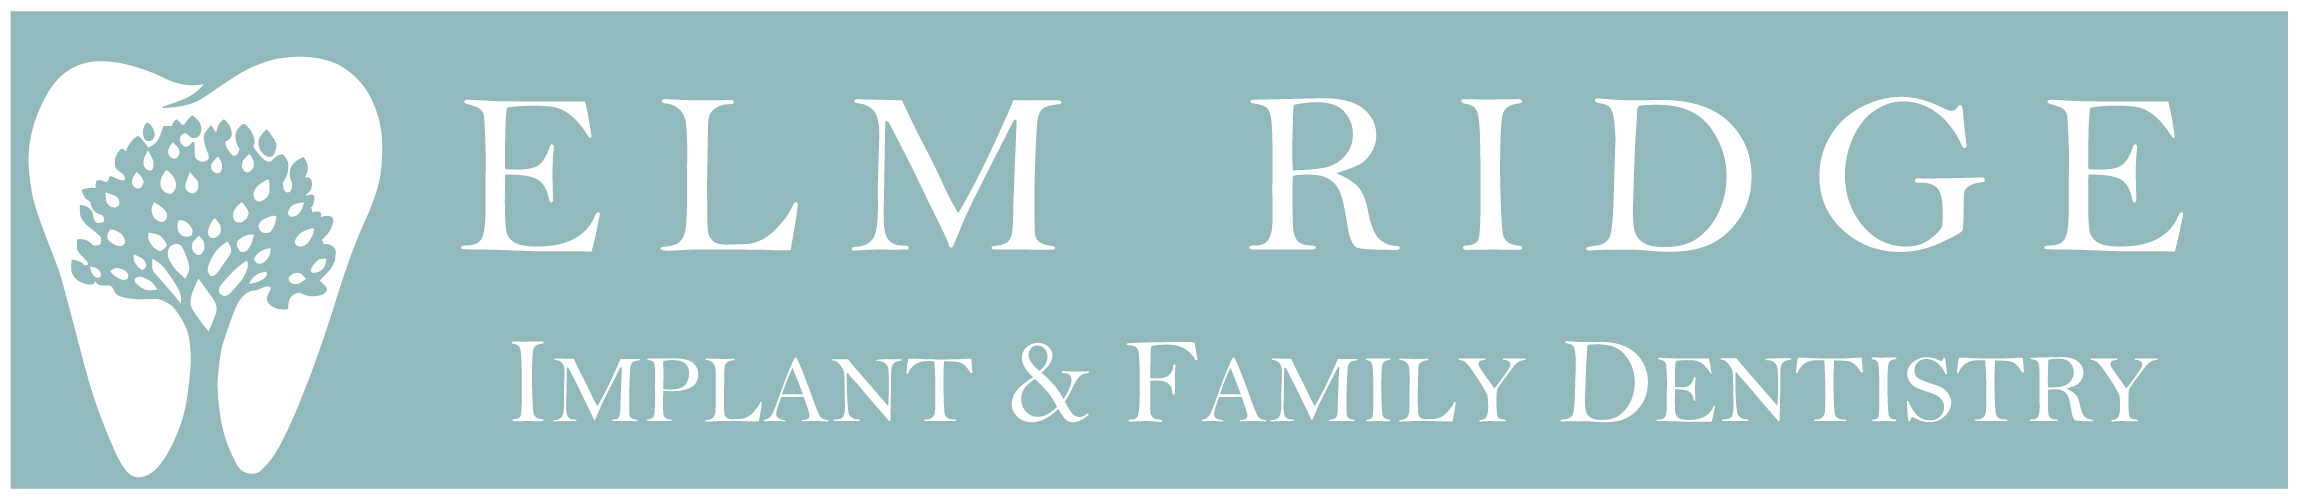 ELM RIDGE
IMPLANT & FAMILY DENTISTRY